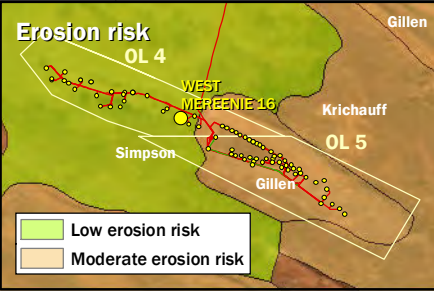 Erosion risk
Gillen
OL 4
WEST
MEREENIE 16
Krichauff
OL 5
Simpson
Gillen
Low erosion risk
Moderate erosion risk